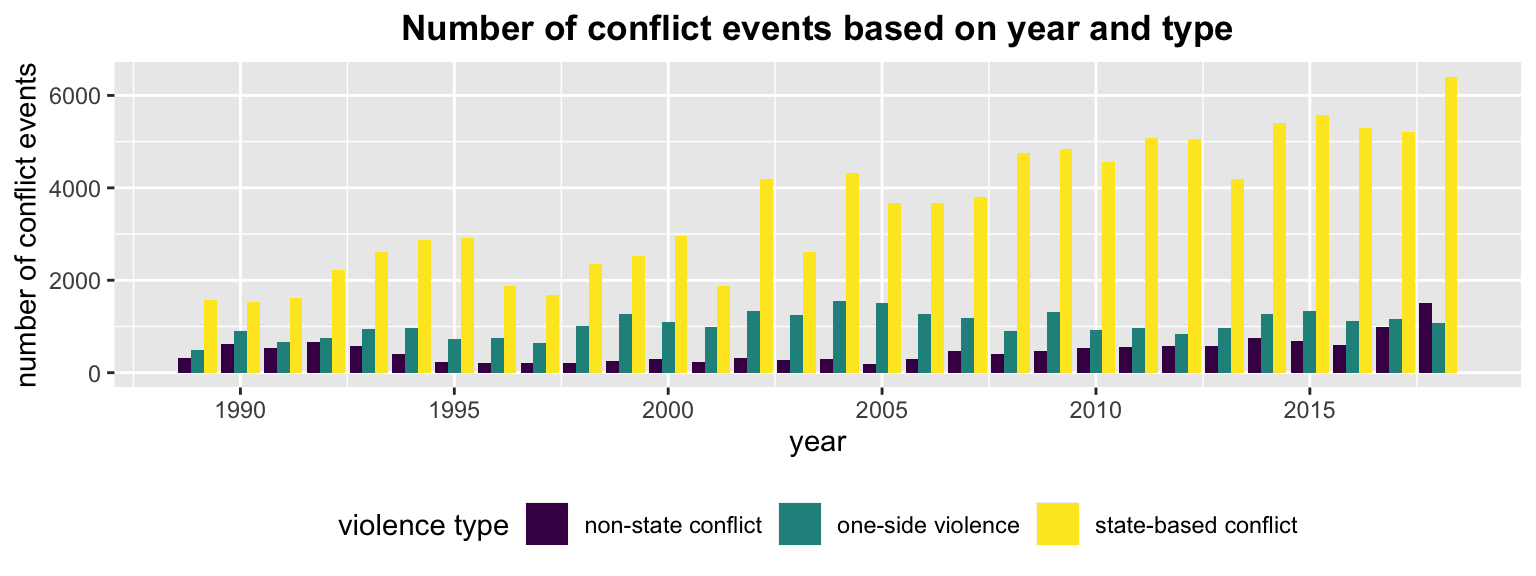 Number of conflict events based on year and type
number of conflict events
6000
4000
2000
0
1990 1995 2000 2005 2010 2015
year
violence type non-state conflict one-side violence state-based conflict